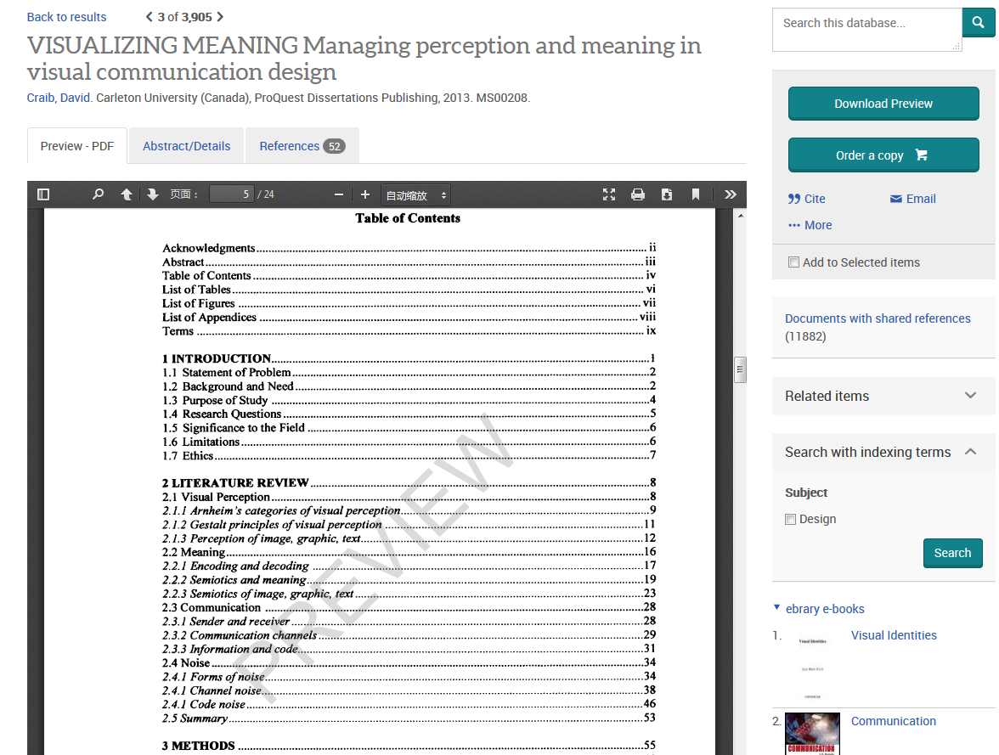 Back to results
3 of 3,905
VISUALIZING MEANING Managing perception and meaning in
visual communication design
Craib, David. Carleton University (Canada), ProQuest Dissertations Publishing, 2013. MS00208.
Preview - PDF
Abstract/Details
References 52
页面： 5 / 24
自动缩放
Table of Contents
Acknowledgments ii
Abstract iii
Table of Contents iv
List of Tables vi
List of Figures vii
List of Appendices viii
Terms ix
1 INTRODUCTION 1
1.1 Statement of Problem 2
1.2 Background and Need 2
1.3 Purpose of Study 4
1.4 Research Questions 5
1.5 Significance to the Field 6
1.6 Limitations 6
1.7 Ethics 7
2 LITERATURE REVIEW 8
2.1 Visual Perception 8
2.1.1 Arnheim's categories of visual perception 9
2.1.2 Gestalt principles of visual perception 11
2.1.3 Perception of image, graphic, text 12
2.2 Meaning 16
2.2.1 Encoding and decoding 17
2.2.2 Semiotics and meaning 19
2.2.3 Semiotics of image, graphic, text 23
2.3 Communication 28
2.3.1 Sender and receiver 28
2.3.2 Communication channels 29
2.3.3 Information and code 31
2.4 Noise 34
2.4.1 Forms of noise 34
2.4.1 Channel noise 38
2.4.1 Code noise 46
2.5 Summary 53
3 METHODS 55
PREVIEW
Search this database...
Download Preview
Order a copy
Cite
Email
More
Add to Selected items
Documents with shared references
(11882)
Related items
Search with indexing terms
Subject
Design
Search
ebrary e-books
1. Visual Identities
Visual Identities
2. Communication
COMMUNICATION